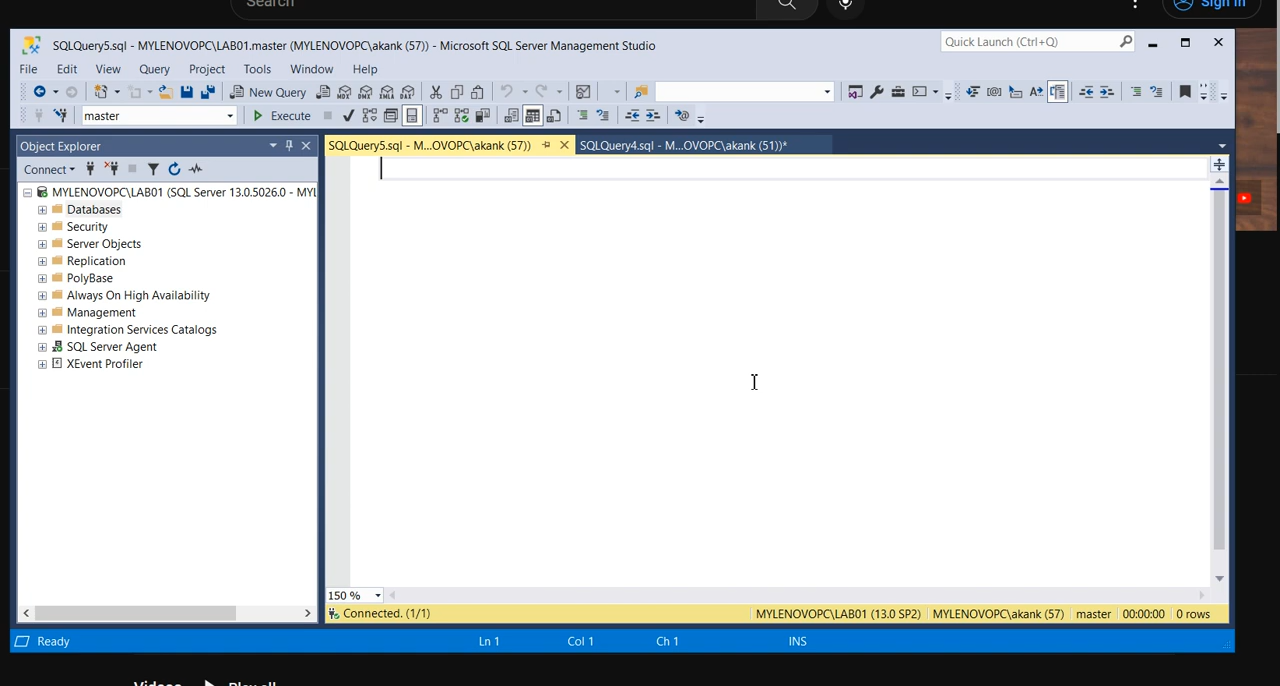 Search
Sign in
SQLQuery5.sql - MYLENOVOPC\LAB01.master (MYLENOVOPC\akank (57)) - Microsoft SQL Server Management Studio
Quick Launch (Ctrl+Q)
File Edit View Query Project Tools Window Help
New Query
master
Execute
Object Explorer
SQLQuery5.sql - M...OVOPC\akank (57))
SQLQuery4.sql - M...OVOPC\akank (51))*
Connect
MYLENOVOPC\LAB01 (SQL Server 13.0.5026.0 - MYL
Databases
Security
Server Objects
Replication
PolyBase
Always On High Availability
Management
Integration Services Catalogs
SQL Server Agent
XEvent Profiler
150 %
Connected. (1/1)
MYLENOVOPC\LAB01 (13.0 SP2)
MYLENOVOPC\akank (57)
master
00:00:00
0 rows
Ready
Ln 1
Col 1
Ch 1
INS
Videos
Play all